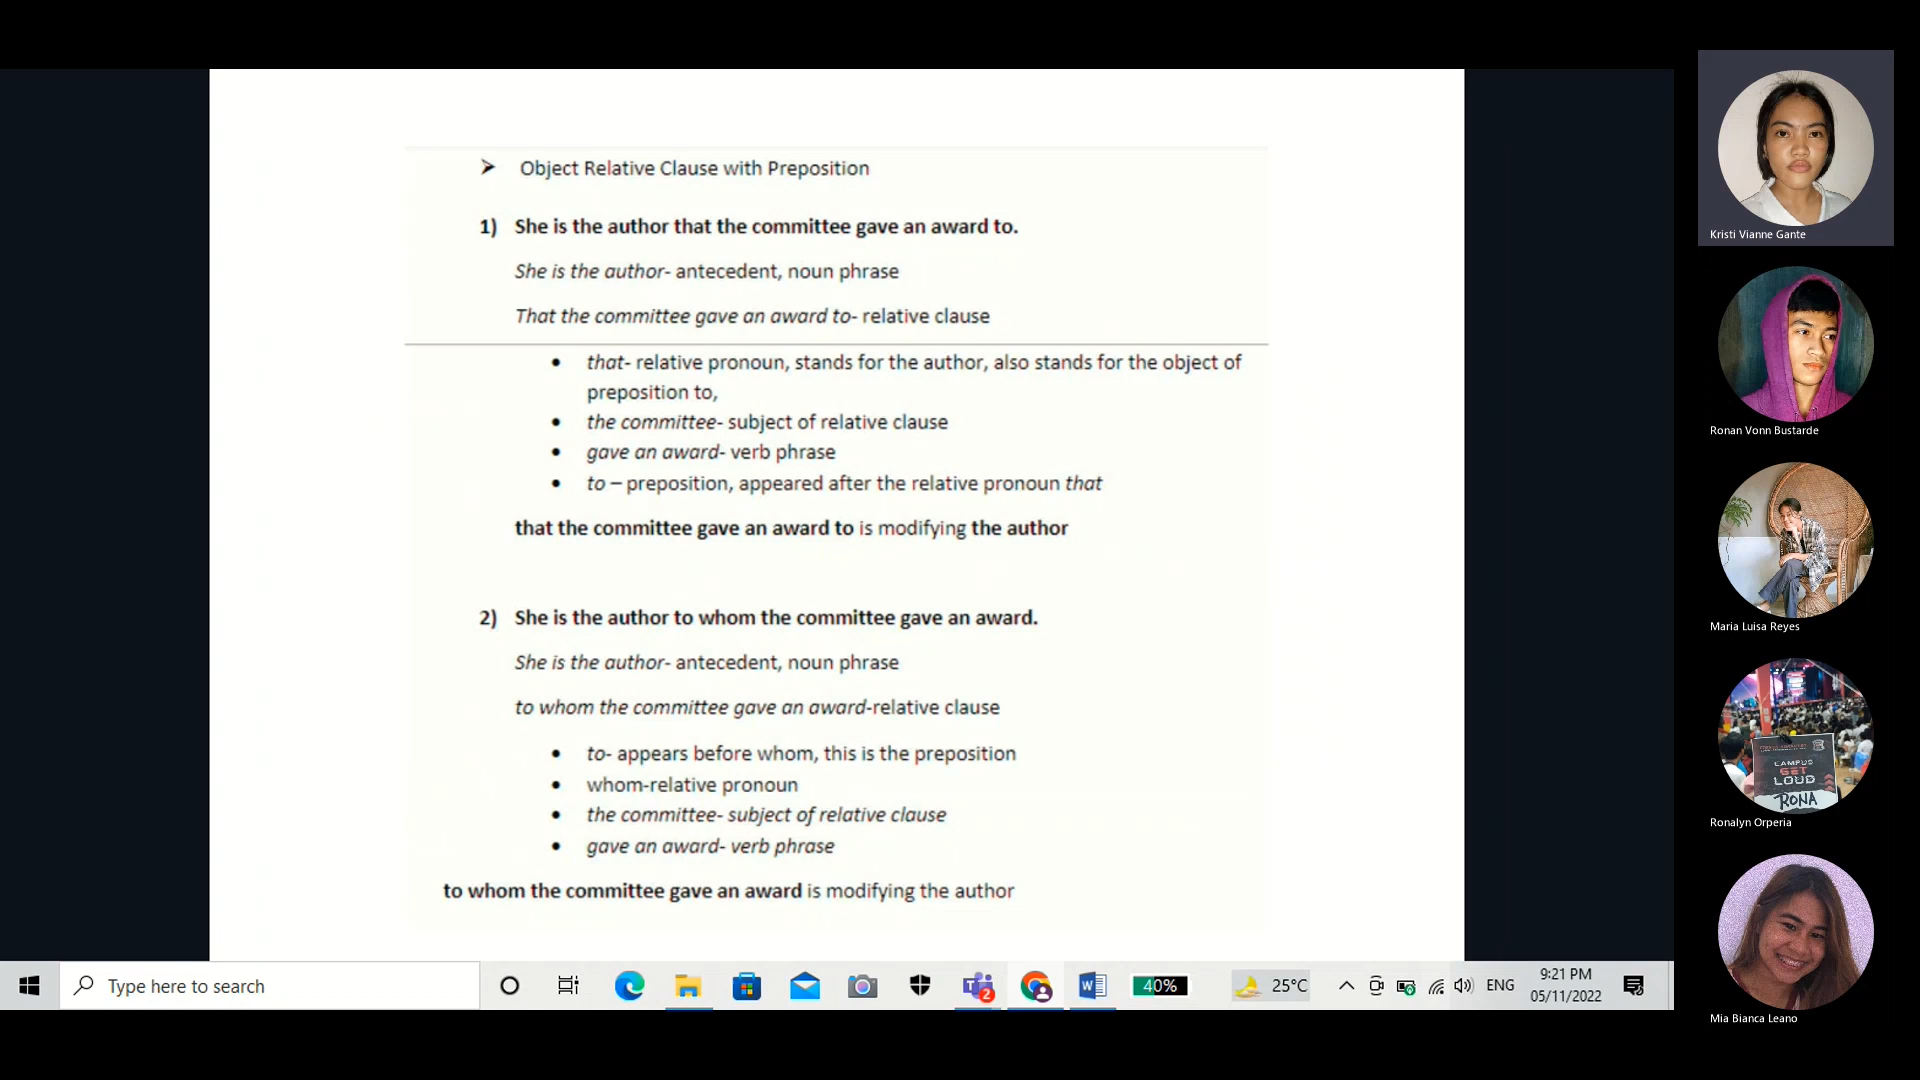 ➢ Object Relative Clause with Preposition
1) She is the author that the committee gave an award to.
She is the author- antecedent, noun phrase
That the committee gave an award to- relative clause
• that- relative pronoun, stands for the author, also stands for the object of
preposition to,
• the committee- subject of relative clause
• gave an award- verb phrase
• to – preposition, appeared after the relative pronoun that
that the committee gave an award to is modifying the author
2) She is the author to whom the committee gave an award.
She is the author- antecedent, noun phrase
to whom the committee gave an award-relative clause
• to- appears before whom, this is the preposition
• whom-relative pronoun
• the committee- subject of relative clause
• gave an award- verb phrase
to whom the committee gave an award is modifying the author
Type here to search
2
W
40%
25°C
ENG
9:21 PM
05/11/2022
Kristi Vianne Gante
Ronan Vonn Bustarde
Maria Luisa Reyes
CAMPUS
GET
LOUD
RONA
Ronalyn Orperia
Mia Bianca Leano